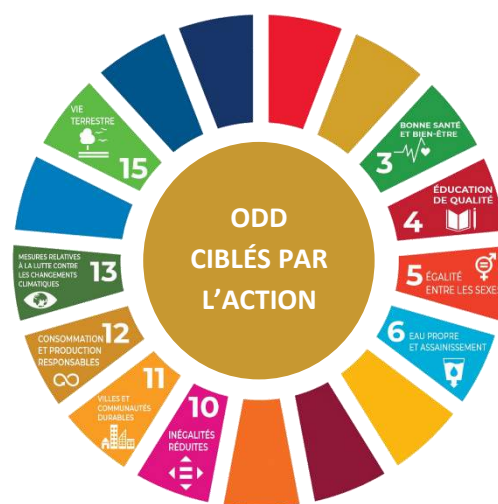 ODD
CIBLÉS PAR
L'ACTION
3
BONNE SANTÉ
ET BIEN-ÊTRE
4
ÉDUCATION
DE QUALITÉ
5 ÉGALITÉ
ENTRE LES SEXE
6 EAU PROPRE
ET ASSAINISSEMENT
10
INÉGALITÉS
RÉDUITES
11
VILLES ET
COMMUNAUTÉS
DURABLES
12
CONSOMMATION
ET PRODUCTION
RESPONSABLES
13
MESURES RELATIVES
À LA LUTTE CONTRE
LES CHANGEMENTS
CLIMATIQUES
15
VIE
TERRESTRE